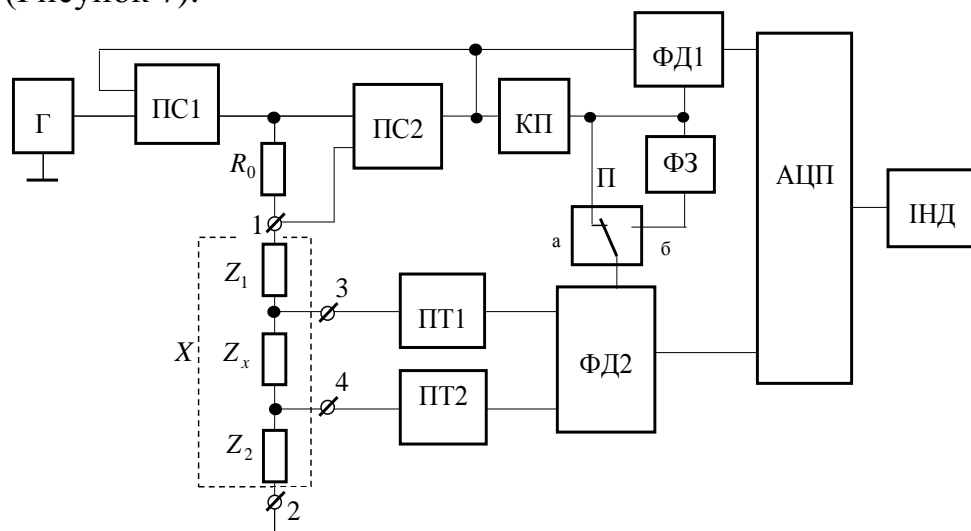 (Рисунок 7).
Г
ПС1
ПС2
КП
ФД1
ФЗ
АЦП
ІНД
R₀
П
а
б
1
Z₁
3
ПТ1
ФД2
X
Zₓ
4
ПТ2
Z₂
2